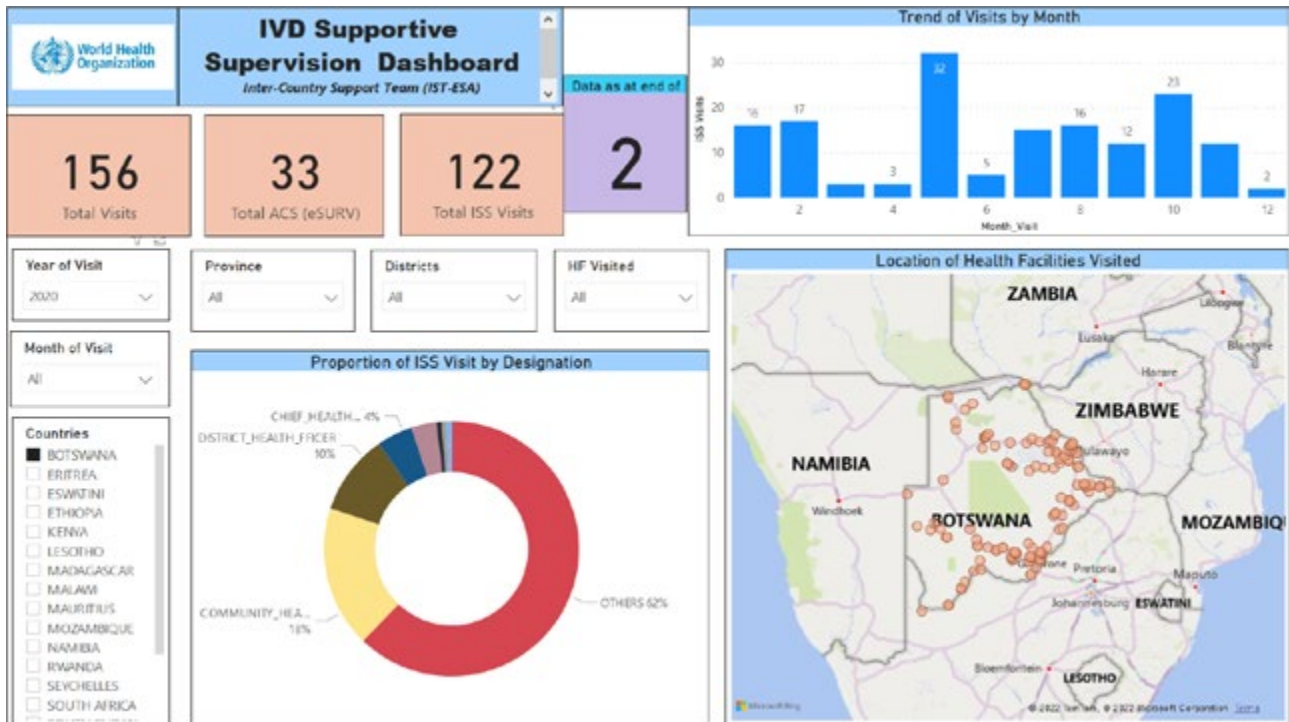 World Health
Organization
IVD Supportive
Supervision Dashboard
Inter-Country Support Team (IST-ESA)
Data as at end of
2
156
Total Visits
33
Total ACS (eSURV)
122
Total ISS Visits
Trend of Visits by Month
ISS Visits
30
20
10
0
16
17
3
32
5
16
12
23
2
2
4
6
8
10
12
Month_Visit
Year of Visit
2020
Province
All
Districts
All
HF Visited
All
Month of Visit
All
Countries
BOTSWANA
ERITREA
ESWATINI
ETHIOPIA
KENYA
LESOTHO
MADAGASCAR
MALAWI
MAURITIUS
MOZAMBIQUE
NAMIBIA
RWANDA
SEYCHELLES
SOUTH AFRICA
Proportion of ISS Visit by Designation
CHIEF_HEALTH... 4%
DISTRICT_HEALTH_FFICER
10%
COMMUNITY_HEA...
18%
OTHERS 62%
Location of Health Facilities Visited
ZAMBIA
Lilongwe
Lusaka
Blantyre
Harare
ZIMBABWE
NAMIBIA
Windhoek
BOTSWANA
MOZAMBIQU
Pretoria
Maputo
Johannesburg
ESWATINI
Bloemfontein
LESOTHO
Microsoft Bing
© 2022 TomTom, © 2022 Microsoft Corporation Terms